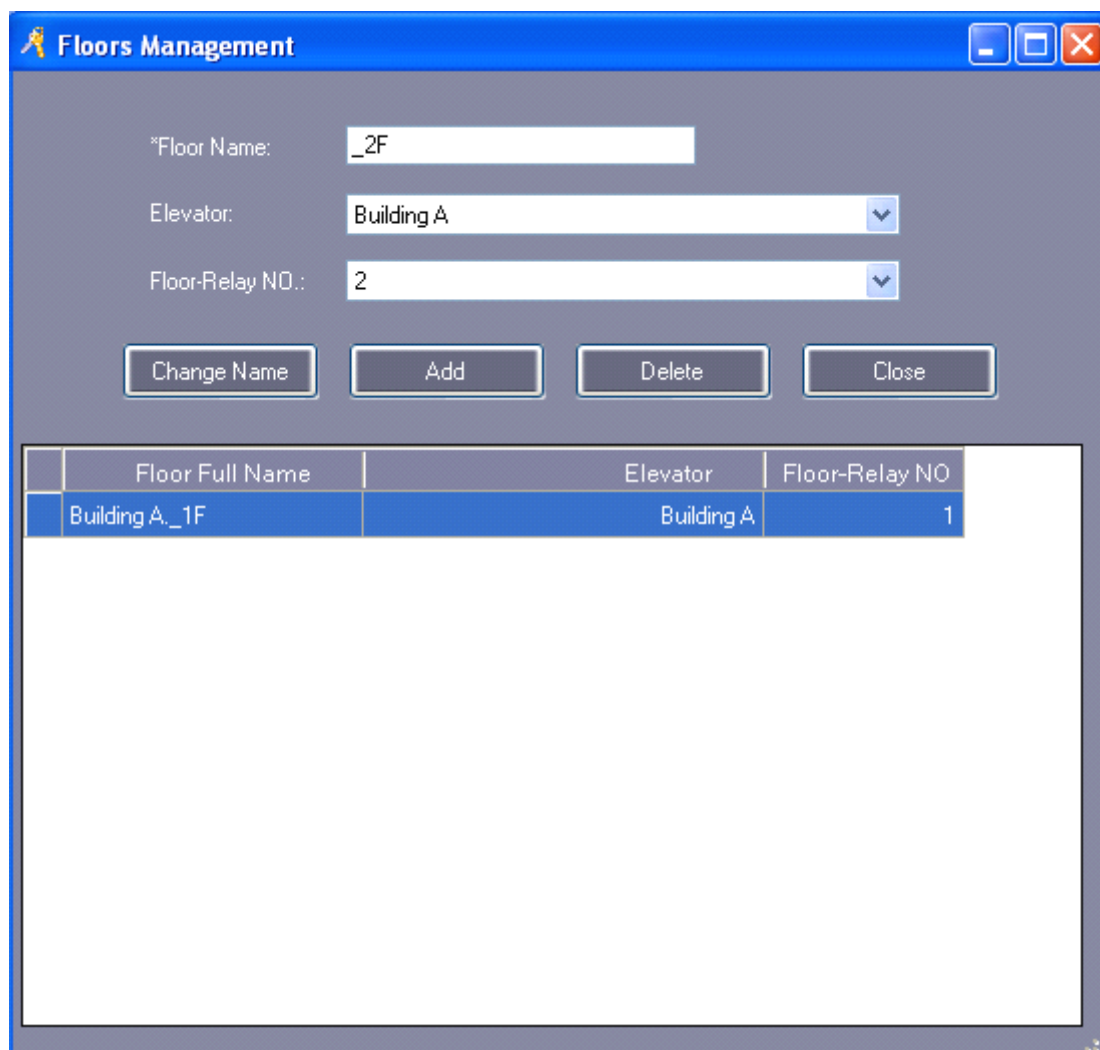 Floors Management
*Floor Name: _2F
Elevator: Building A
Floor-Relay NO.: 2
Change Name Add Delete Close
Floor Full Name Elevator Floor-Relay NO
Building A._1F Building A 1